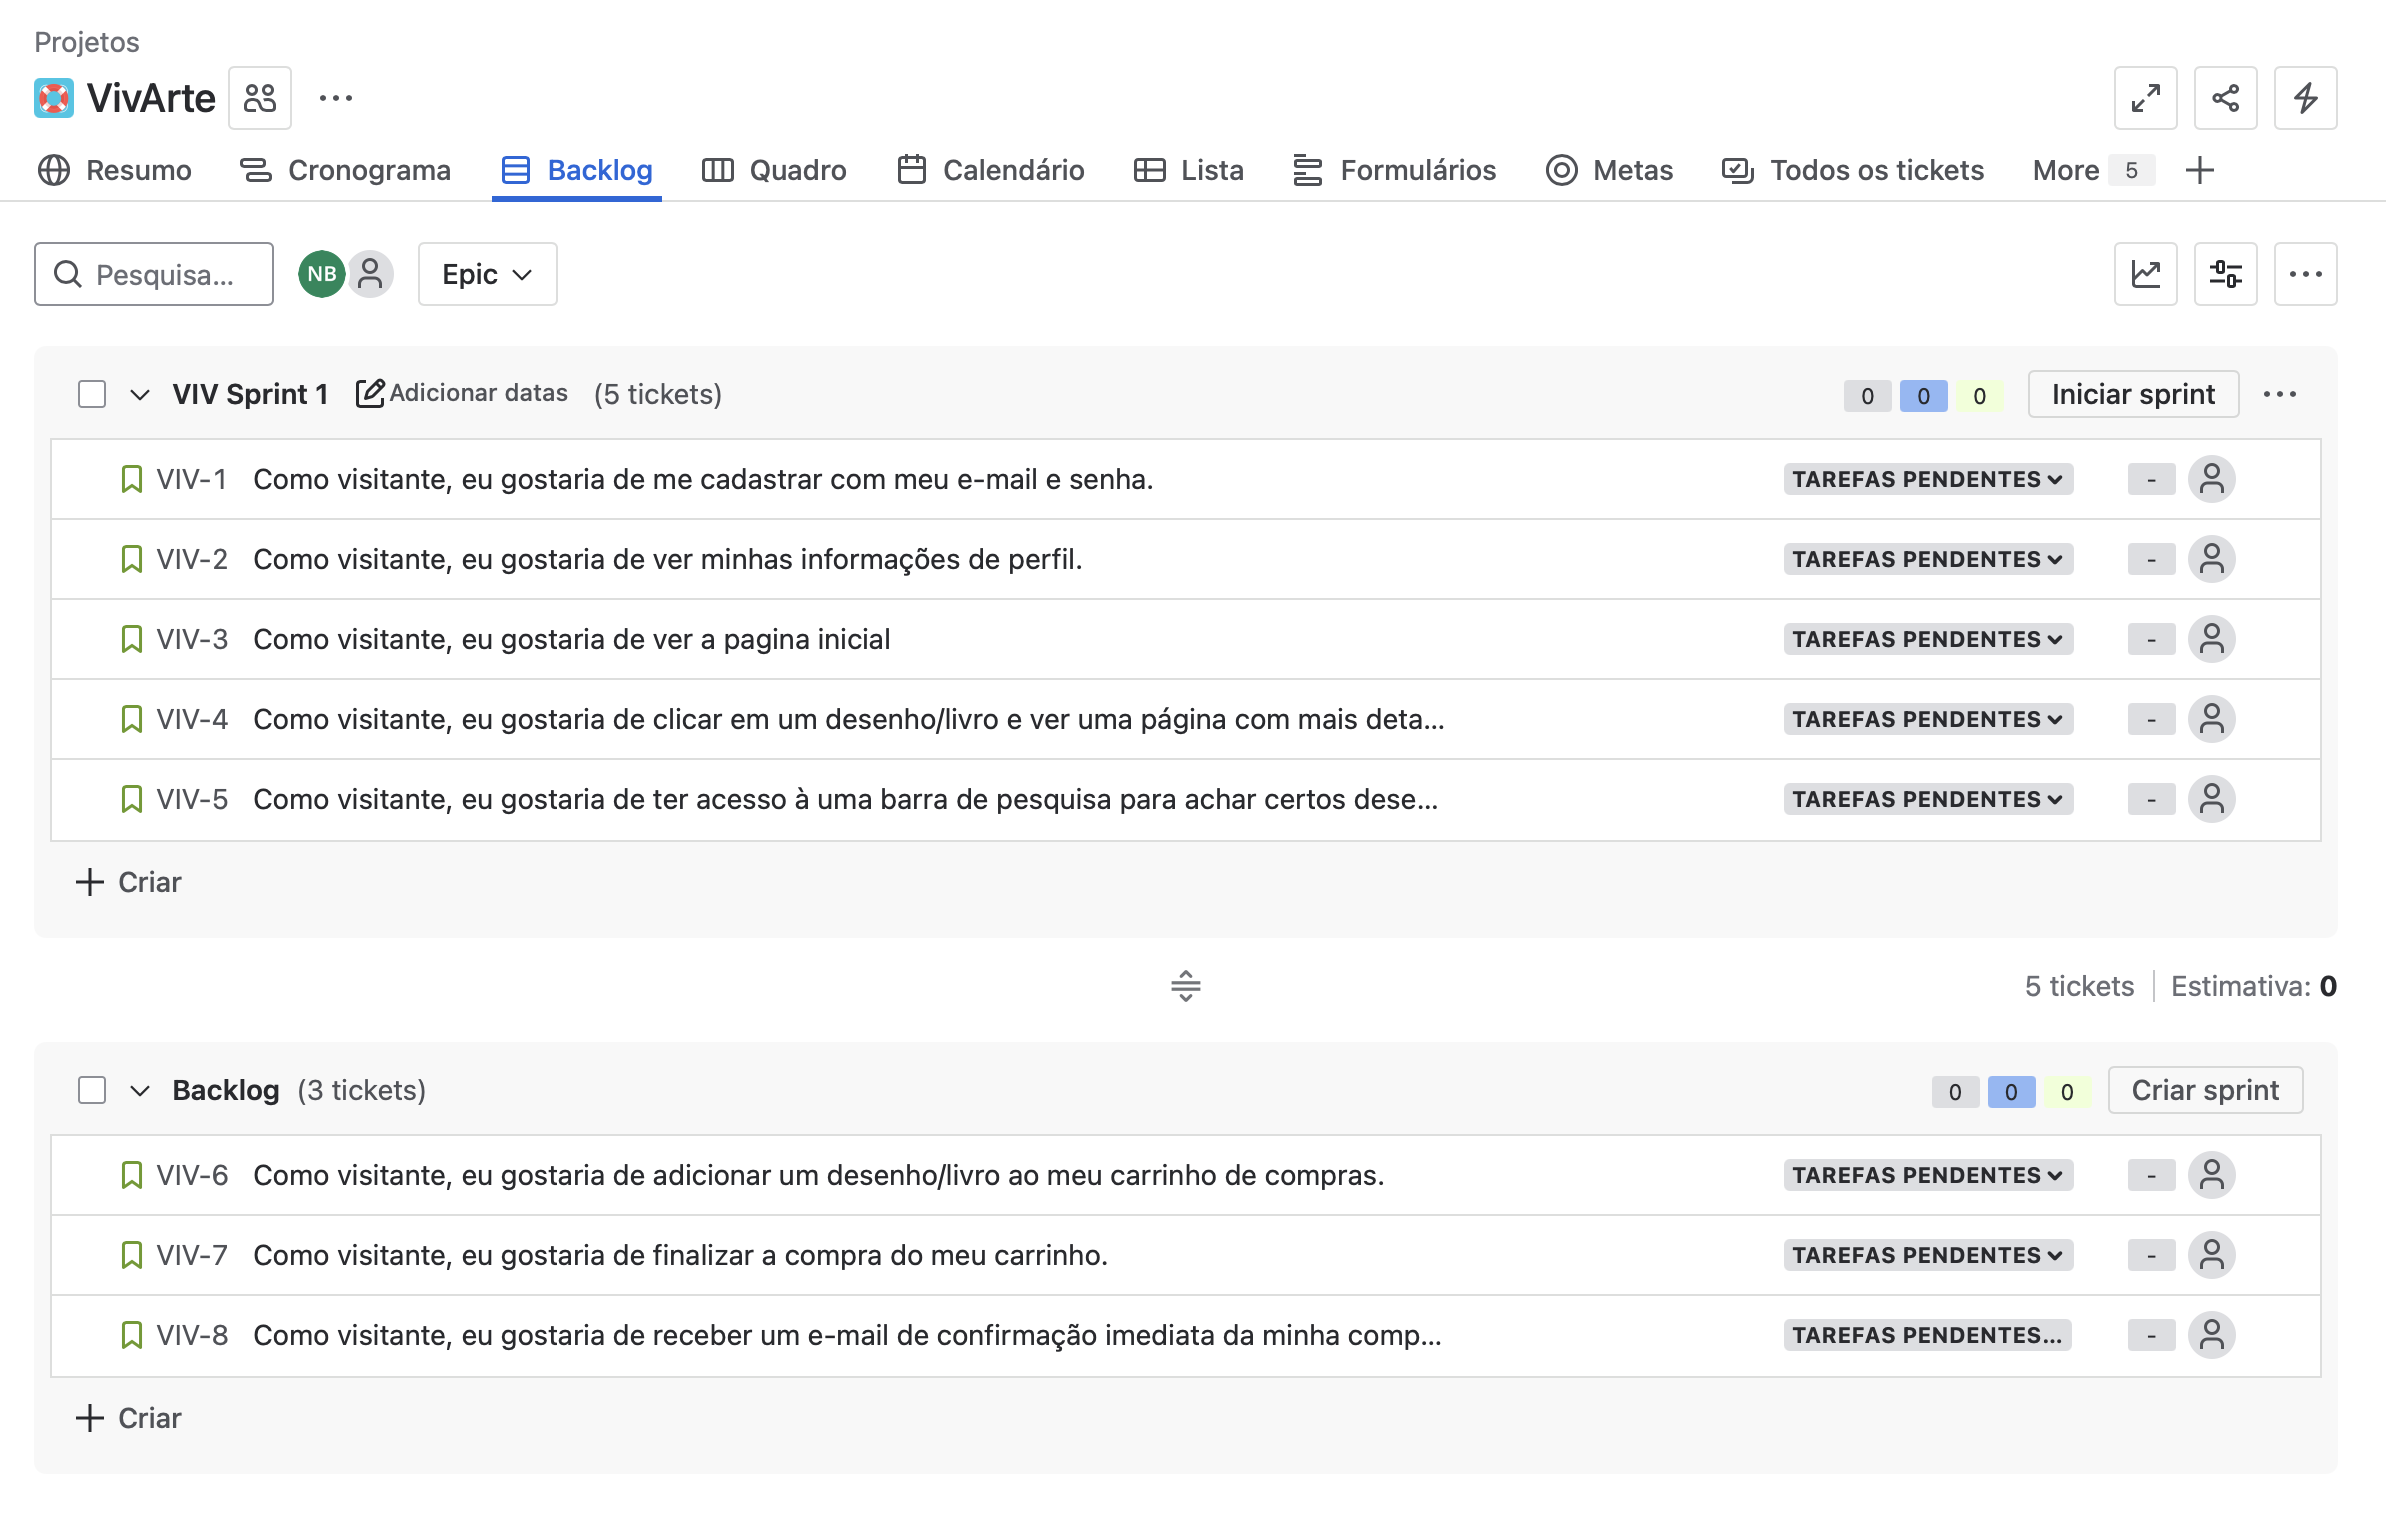 Projetos
VivArte
Resumo Cronograma Backlog Quadro Calendário Lista Formulários Metas Todos os tickets More 5
Pesquisa... NB Epic
VIV Sprint 1 Adicionar datas (5 tickets) 0 0 0 Iniciar sprint
VIV-1 Como visitante, eu gostaria de me cadastrar com meu e-mail e senha. TAREFAS PENDENTES -
VIV-2 Como visitante, eu gostaria de ver minhas informações de perfil. TAREFAS PENDENTES -
VIV-3 Como visitante, eu gostaria de ver a pagina inicial TAREFAS PENDENTES -
VIV-4 Como visitante, eu gostaria de clicar em um desenho/livro e ver uma página com mais deta... TAREFAS PENDENTES -
VIV-5 Como visitante, eu gostaria de ter acesso à uma barra de pesquisa para achar certos dese... TAREFAS PENDENTES -
Criar
5 tickets Estimativa: 0
Backlog (3 tickets) 0 0 0 Criar sprint
VIV-6 Como visitante, eu gostaria de adicionar um desenho/livro ao meu carrinho de compras. TAREFAS PENDENTES -
VIV-7 Como visitante, eu gostaria de finalizar a compra do meu carrinho. TAREFAS PENDENTES -
VIV-8 Como visitante, eu gostaria de receber um e-mail de confirmação imediata da minha comp... TAREFAS PENDENTES... -
Criar